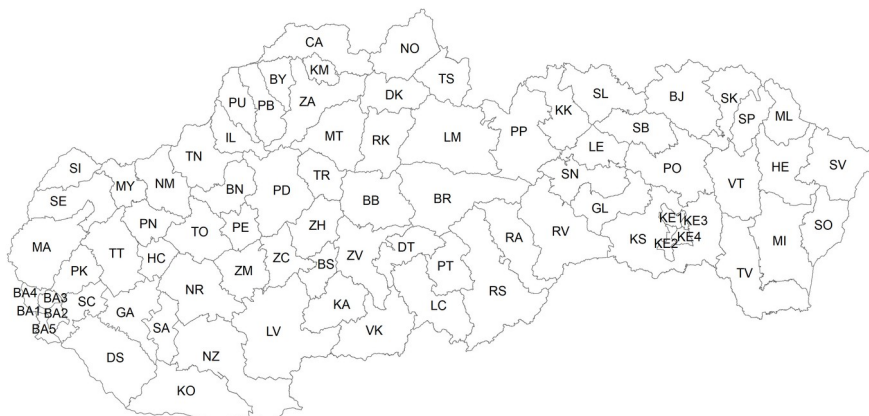 CA
NO
BY
KM
TS
PU
PB
ZA
DK
SL
BJ
SK
KK
SP
ML
IL
MT
RK
LM
PP
SB
LE
TN
PO
HE
SV
SI
MY
NM
BN
PD
TR
SN
VT
SE
BB
BR
GL
PN
TO
PE
ZH
KE1
KE3
SO
MA
TT
HC
DT
RA
RV
KS
KE2
KE4
MI
PK
ZM
ZC
BS
ZV
PT
TV
BA4
BA3
SC
NR
RS
BA1
BA2
GA
KA
LC
BA5
SA
LV
VK
DS
NZ
KO